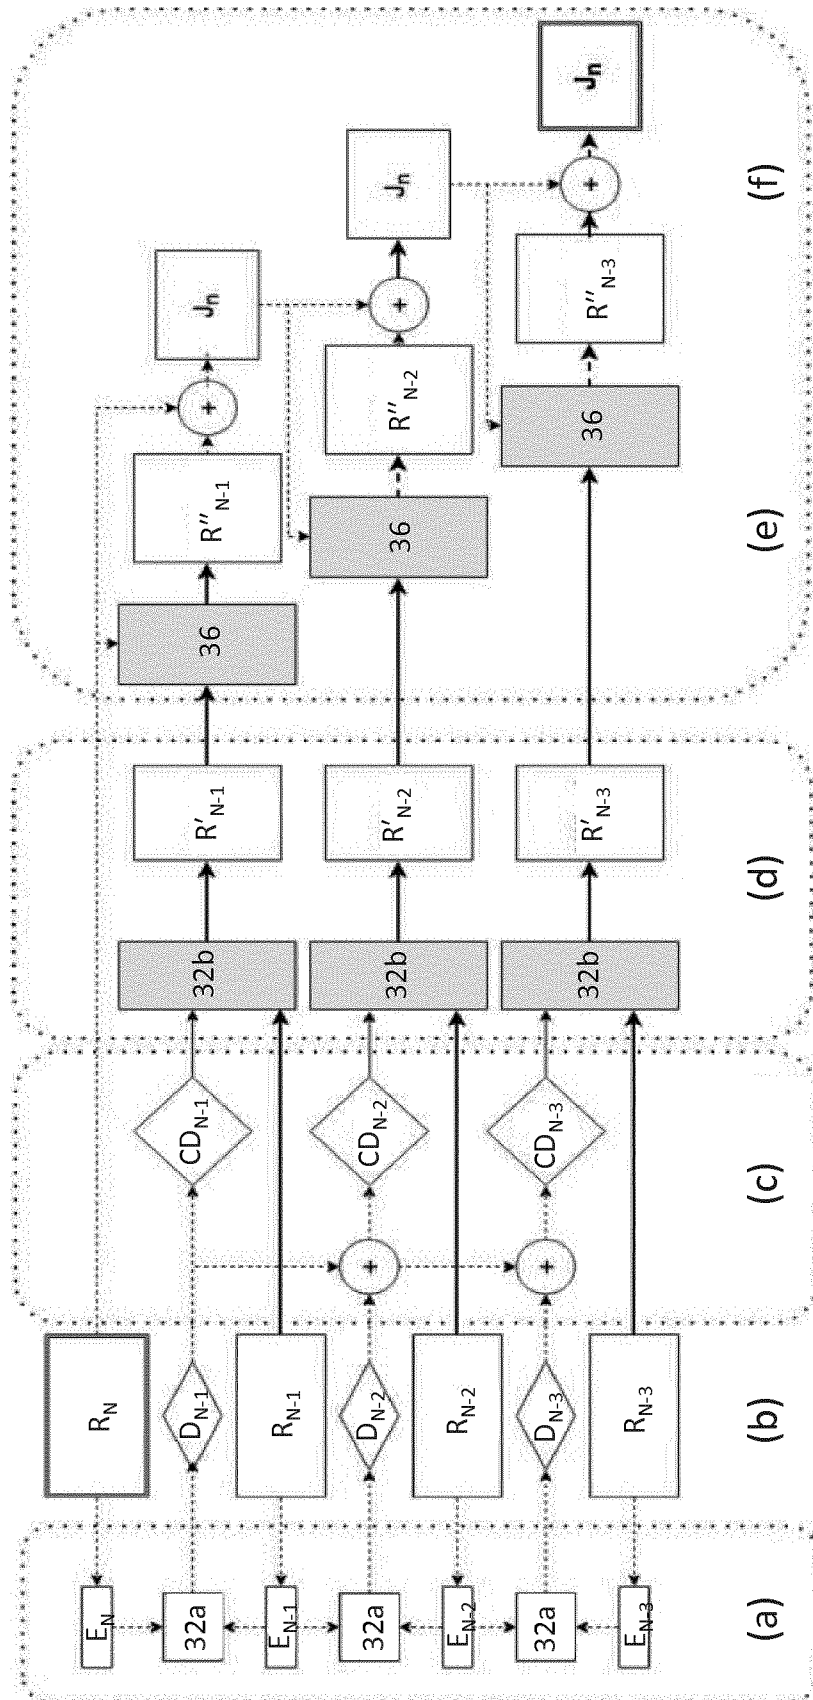 E_N
32a
E_N-1
32a
E_N-2
32a
E_N-3
(a)
R_N
D_N-1
R_N-1
D_N-2
R_N-2
D_N-3
R_N-3
(b)
CD_N-1
+
CD_N-2
+
CD_N-3
(c)
32b
R'_N-1
32b
R'_N-2
32b
R'_N-3
(d)
36
R''_N-1
+
J_n
36
R''_N-2
+
J_n
36
R''_N-3
+
J_n
(e)
(f)